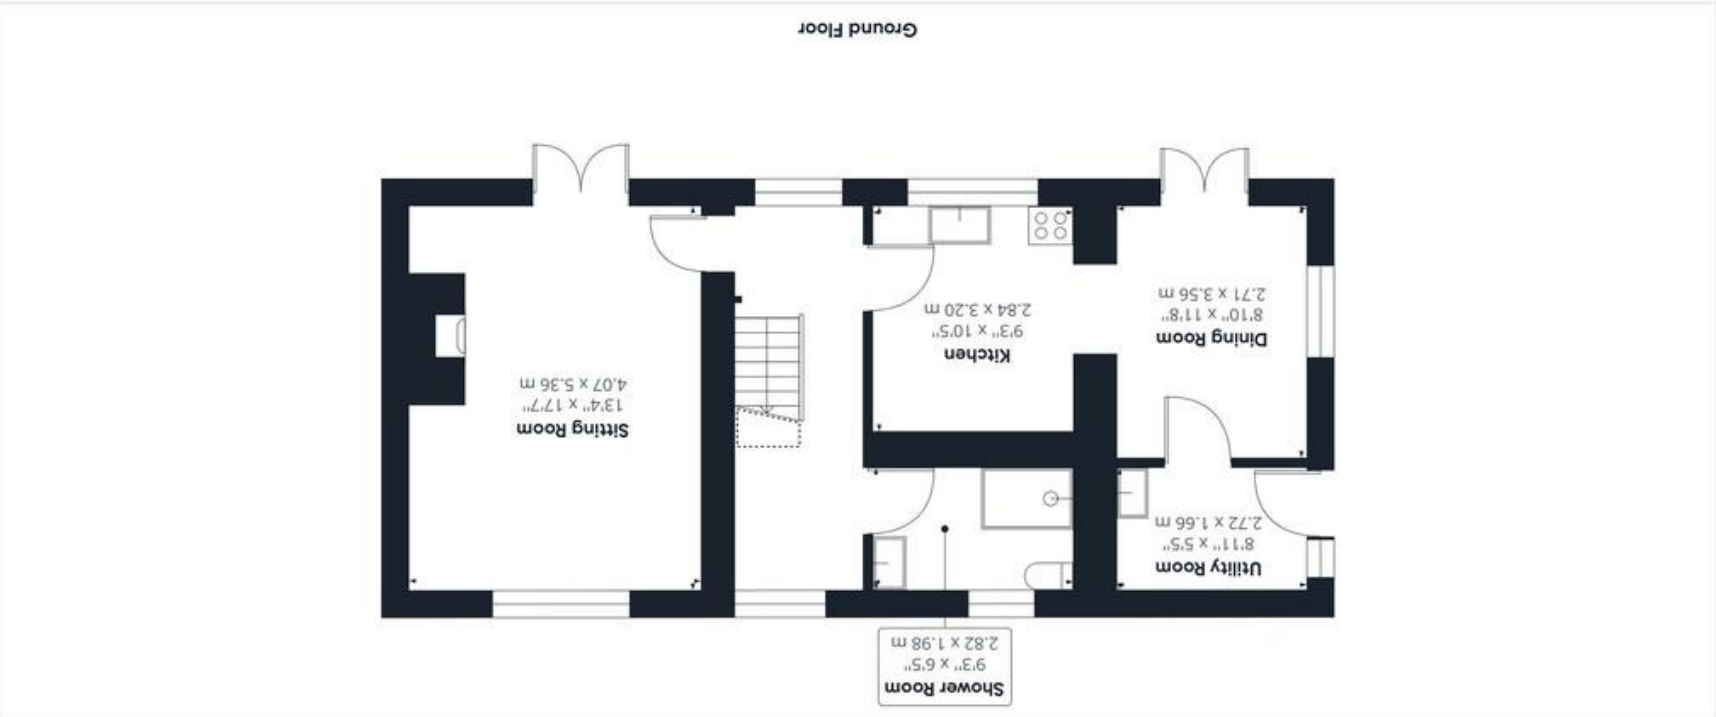 Shower Room
9'3" x 6'5"
2.82 x 1.98 m
Utility Room
8'11" x 5'5"
2.72 x 1.66 m
Dining Room
8'10" x 11'8"
2.71 x 3.56 m
Kitchen
9'3" x 10'5"
2.84 x 3.20 m
Sitting Room
13'4" x 17'7"
4.07 x 5.36 m
Ground Floor